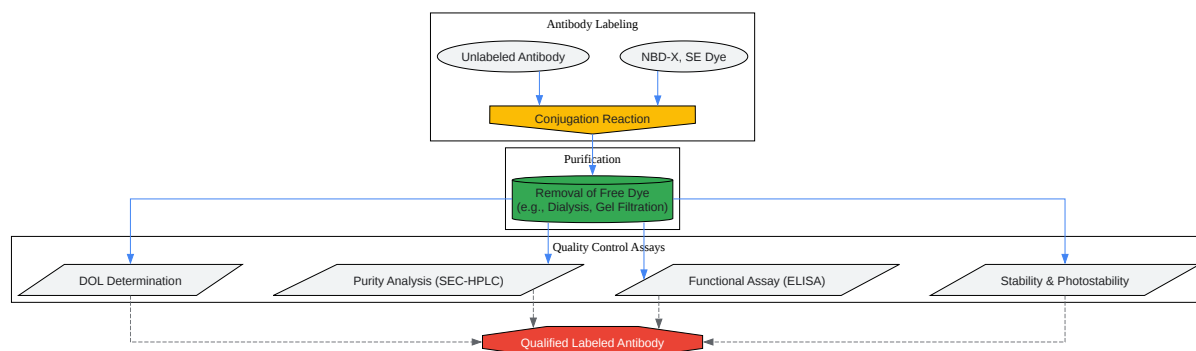 Antibody Labeling
Unlabeled Antibody
NBD-X, SE Dye
Conjugation Reaction
Purification
Removal of Free Dye
(e.g., Dialysis, Gel Filtration)
Quality Control Assays
DOL Determination
Purity Analysis (SEC-HPLC)
Functional Assay (ELISA)
Stability & Photostability
Qualified Labeled Antibody